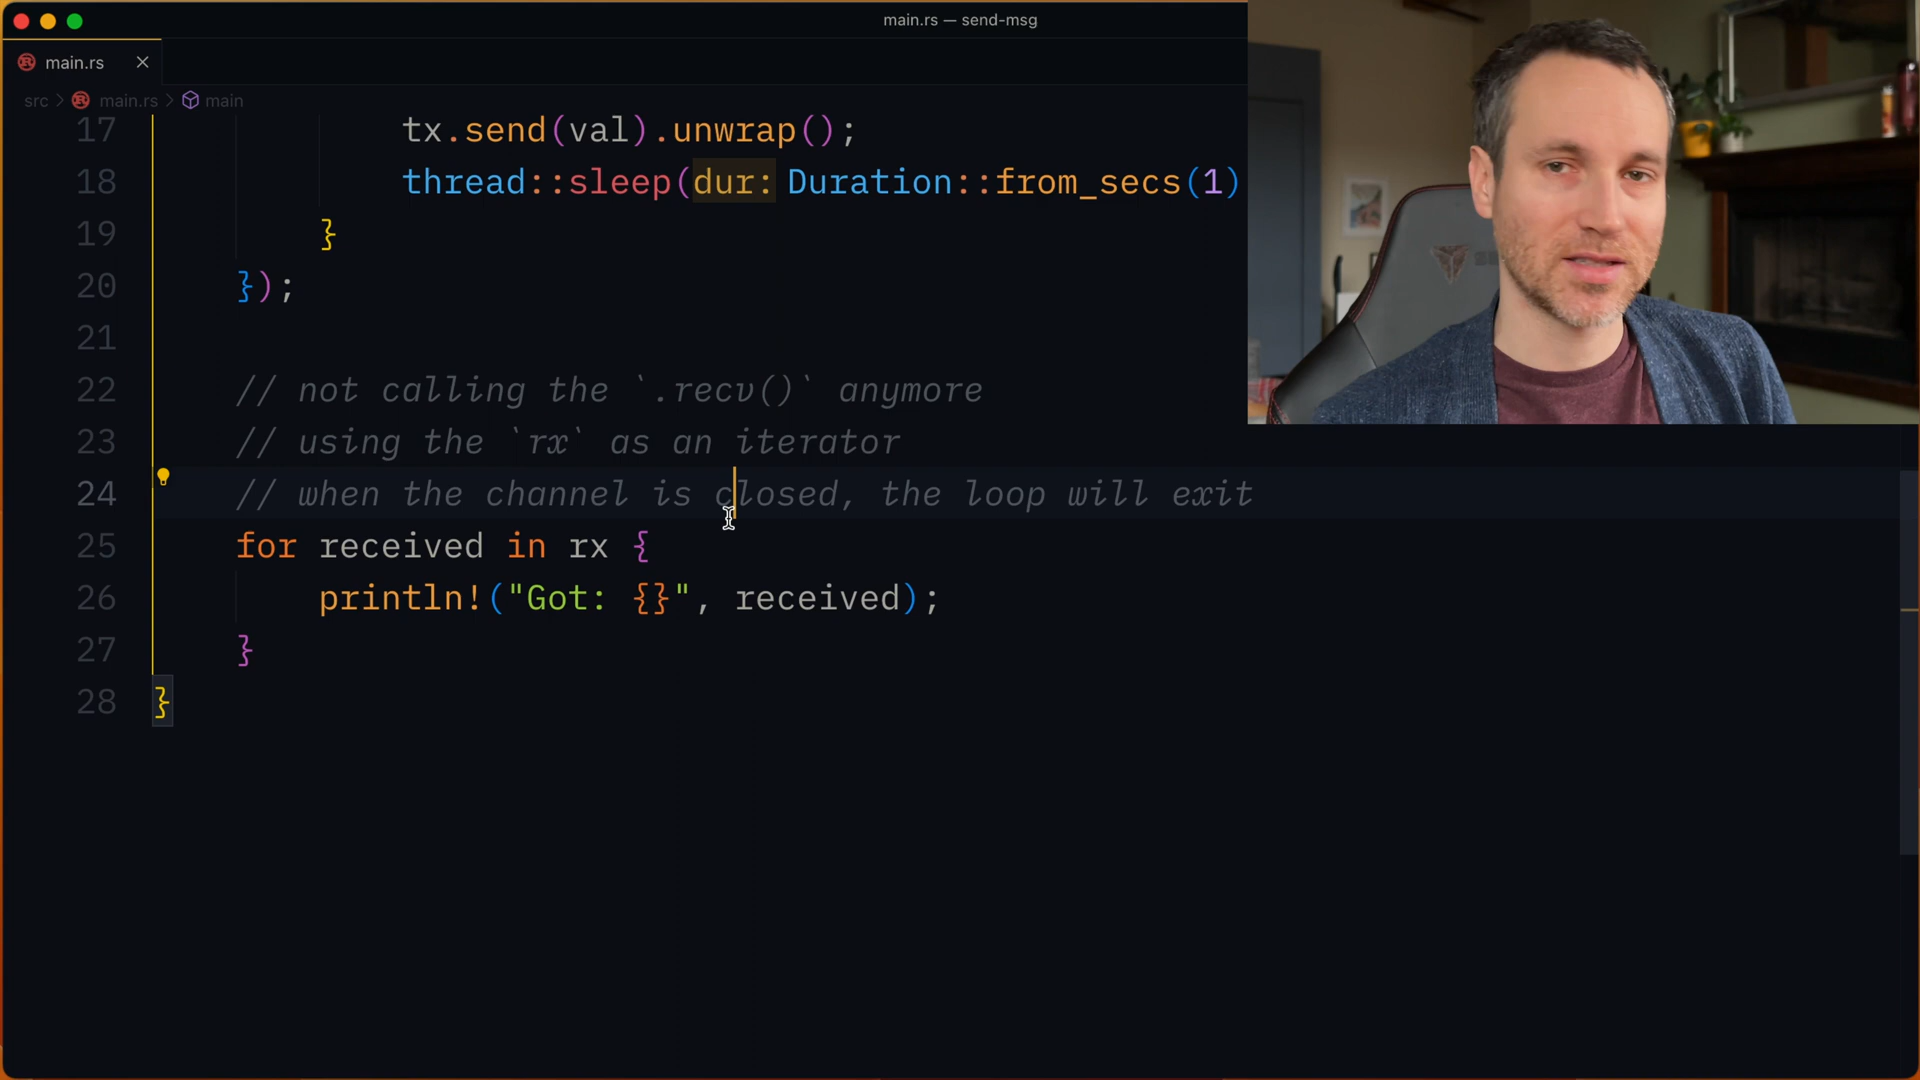 main.rs — send-msg
main.rs
src > main.rs > main
17 tx.send(val).unwrap();
18 thread::sleep(dur: Duration::from_secs(1)
19 }
20 });
21
22 // not calling the `.recv()` anymore
23 // using the `rx` as an iterator
24 // when the channel is closed, the loop will exit
25 for received in rx {
26 println!("Got: {}", received);
27 }
28 }